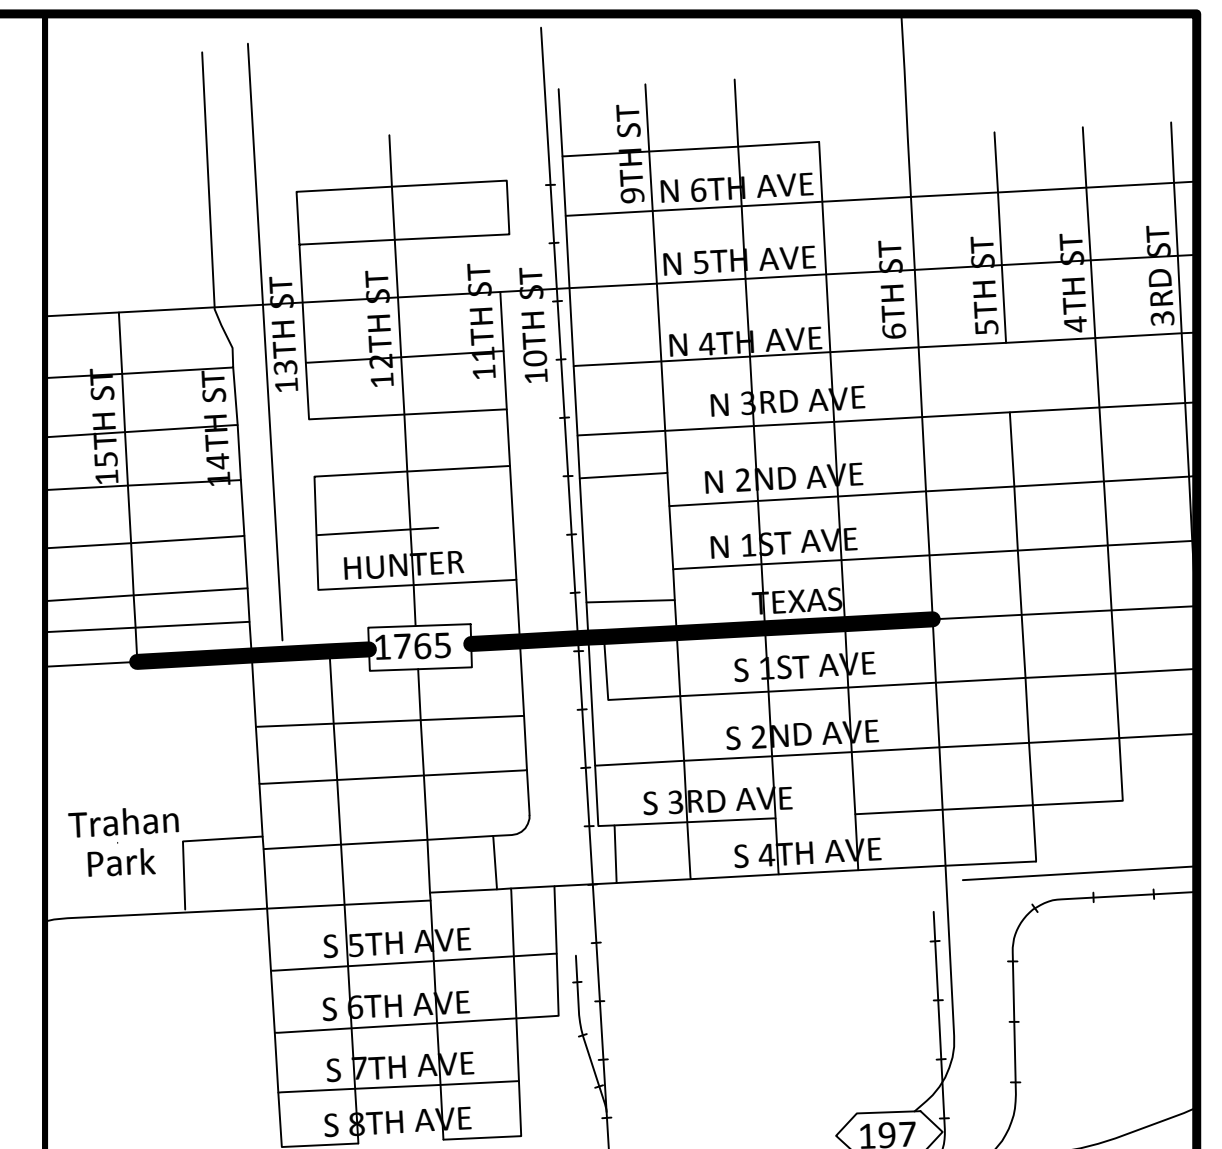 9TH ST
N 6TH AVE
N 5TH AVE
6TH ST
5TH ST
4TH ST
3RD ST
13TH ST
12TH ST
11TH ST
10TH ST
N 4TH AVE
15TH ST
14TH ST
N 3RD AVE
N 2ND AVE
N 1ST AVE
HUNTER
TEXAS
1765
S 1ST AVE
S 2ND AVE
S 3RD AVE
Trahan
Park
S 4TH AVE
S 5TH AVE
S 6TH AVE
S 7TH AVE
S 8TH AVE
197